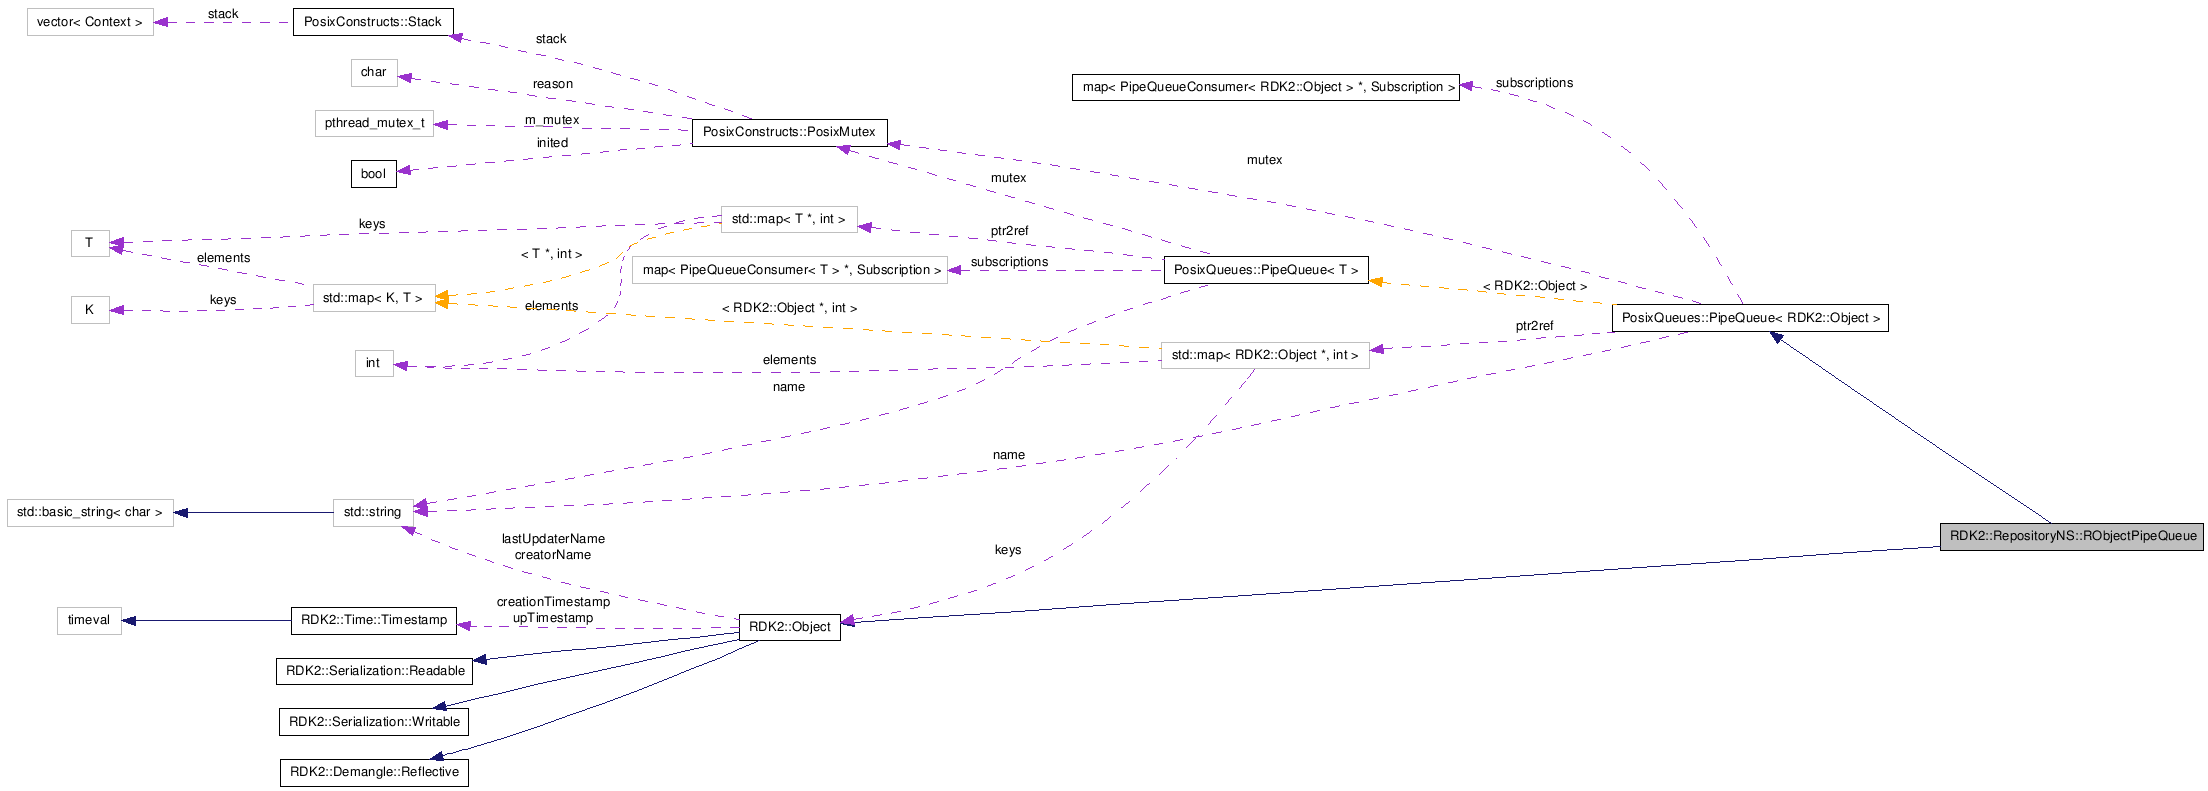 vector< Context >
stack
PosixConstructs::Stack
stack
char
reason
map< PipeQueueConsumer< RDK2::Object > *, Subscription >
subscriptions
pthread_mutex_t
m_mutex
PosixConstructs::PosixMutex
inited
bool
mutex
mutex
keys
std::map< T *, int >
T
elements
< T *, int >
ptr2ref
map< PipeQueueConsumer< T > *, Subscription >
subscriptions
PosixQueues::PipeQueue< T >
K
keys
std::map< K, T >
elements
< RDK2::Object *, int >
< RDK2::Object >
PosixQueues::PipeQueue< RDK2::Object >
ptr2ref
int
elements
std::map< RDK2::Object *, int >
name
name
std::basic_string< char >
std::string
lastUpdaterName
creatorName
keys
RDK2::RepositoryNS::RObjectPipeQueue
timeval
RDK2::Time::Timestamp
creationTimestamp
upTimestamp
RDK2::Object
RDK2::Serialization::Readable
RDK2::Serialization::Writable
RDK2::Demangle::Reflective